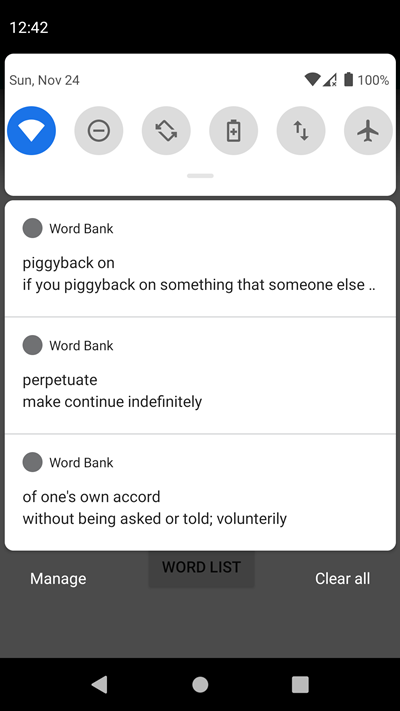 12:42
Sun, Nov 24
100%
Word Bank
piggyback on
if you piggyback on something that someone else ..
Word Bank
perpetuate
make continue indefinitely
Word Bank
of one's own accord
without being asked or told; volunterily
WORD LIST
Manage
Clear all